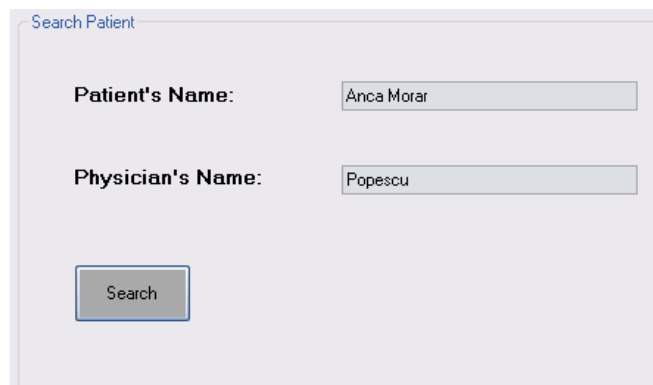 Search Patient
Patient's Name: Anca Morar
Physician's Name: Popescu
Search